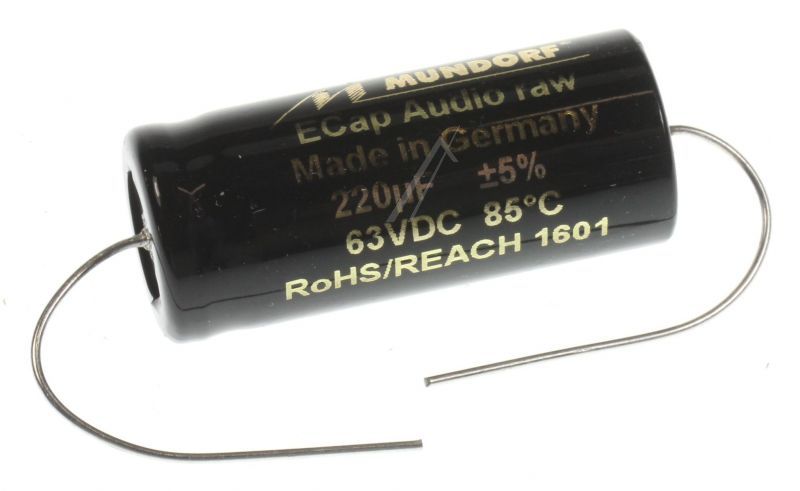 MUNDORF
ECap Audio raw
Made in Germany
220µF ±5%
63VDC 85°C
RoHS/REACH 1601